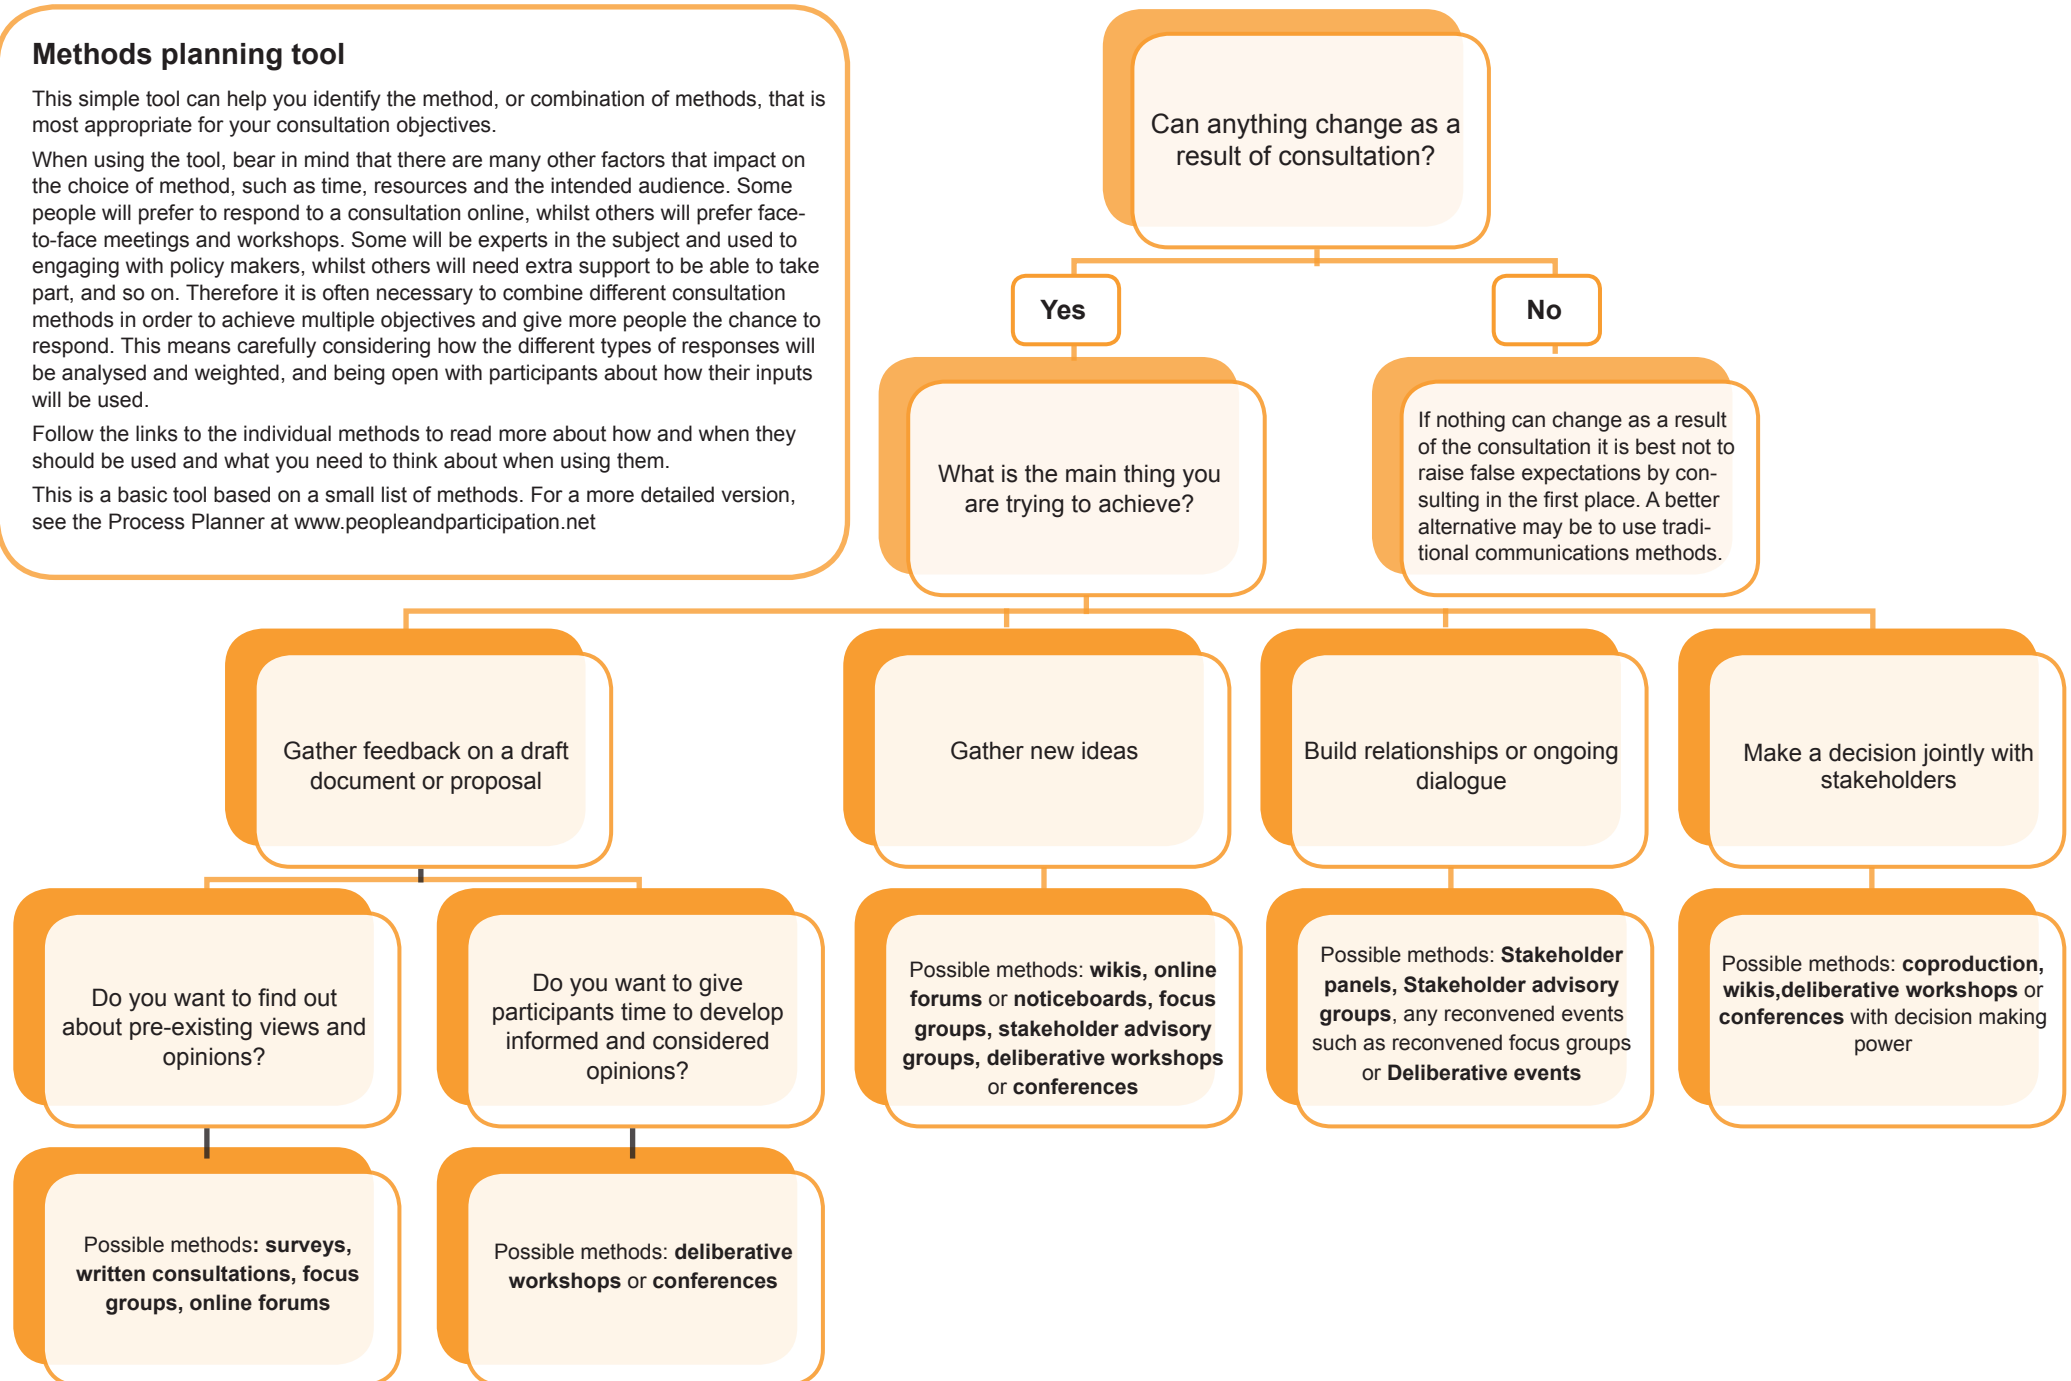 Methods planning tool
This simple tool can help you identify the method, or combination of methods, that is
most appropriate for your consultation objectives.
When using the tool, bear in mind that there are many other factors that impact on
the choice of method, such as time, resources and the intended audience. Some
people will prefer to respond to a consultation online, whilst others will prefer face-
to-face meetings and workshops. Some will be experts in the subject and used to
engaging with policy makers, whilst others will need extra support to be able to take
part, and so on. Therefore it is often necessary to combine different consultation
methods in order to achieve multiple objectives and give more people the chance to
respond. This means carefully considering how the different types of responses will
be analysed and weighted, and being open with participants about how their inputs
will be used.
Follow the links to the individual methods to read more about how and when they
should be used and what you need to think about when using them.
This is a basic tool based on a small list of methods. For a more detailed version,
see the Process Planner at www.peopleandparticipation.net
Can anything change as a
result of consultation?
Yes
No
What is the main thing you
are trying to achieve?
If nothing can change as a result
of the consultation it is best not to
raise false expectations by con-
sulting in the first place. A better
alternative may be to use tradi-
tional communications methods.
Gather feedback on a draft
document or proposal
Gather new ideas
Build relationships or ongoing
dialogue
Make a decision jointly with
stakeholders
Do you want to find out
about pre-existing views and
opinions?
Do you want to give
participants time to develop
informed and considered
opinions?
Possible methods: wikis, online
forums or noticeboards, focus
groups, stakeholder advisory
groups, deliberative workshops
or conferences
Possible methods: Stakeholder
panels, Stakeholder advisory
groups, any reconvened events
such as reconvened focus groups
or Deliberative events
Possible methods: coproduction,
wikis,deliberative workshops or
conferences with decision making
power
Possible methods: surveys,
written consultations, focus
groups, online forums
Possible methods: deliberative
workshops or conferences